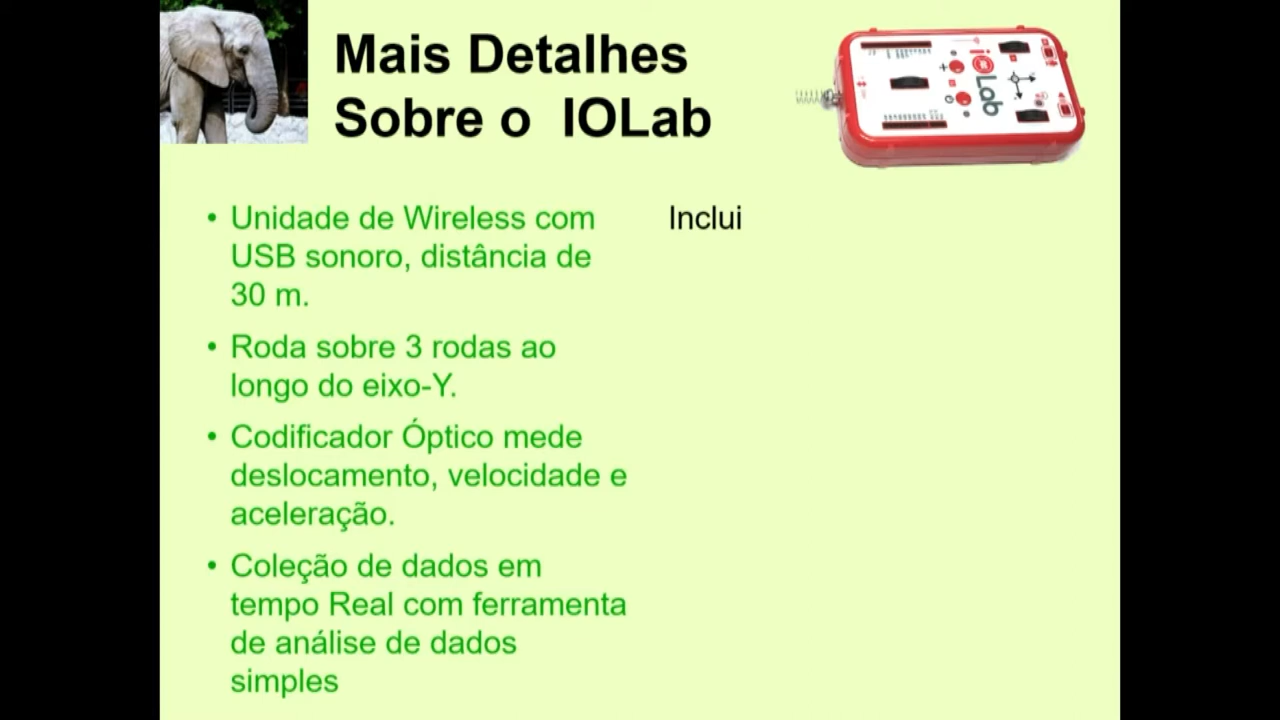 Mais Detalhes
Sobre o IOLab
iOLab
• Unidade de Wireless com
USB sonoro, distância de
30 m.
• Roda sobre 3 rodas ao
longo do eixo-Y.
• Codificador Óptico mede
deslocamento, velocidade e
aceleração.
• Coleção de dados em
tempo Real com ferramenta
de análise de dados
simples
Inclui